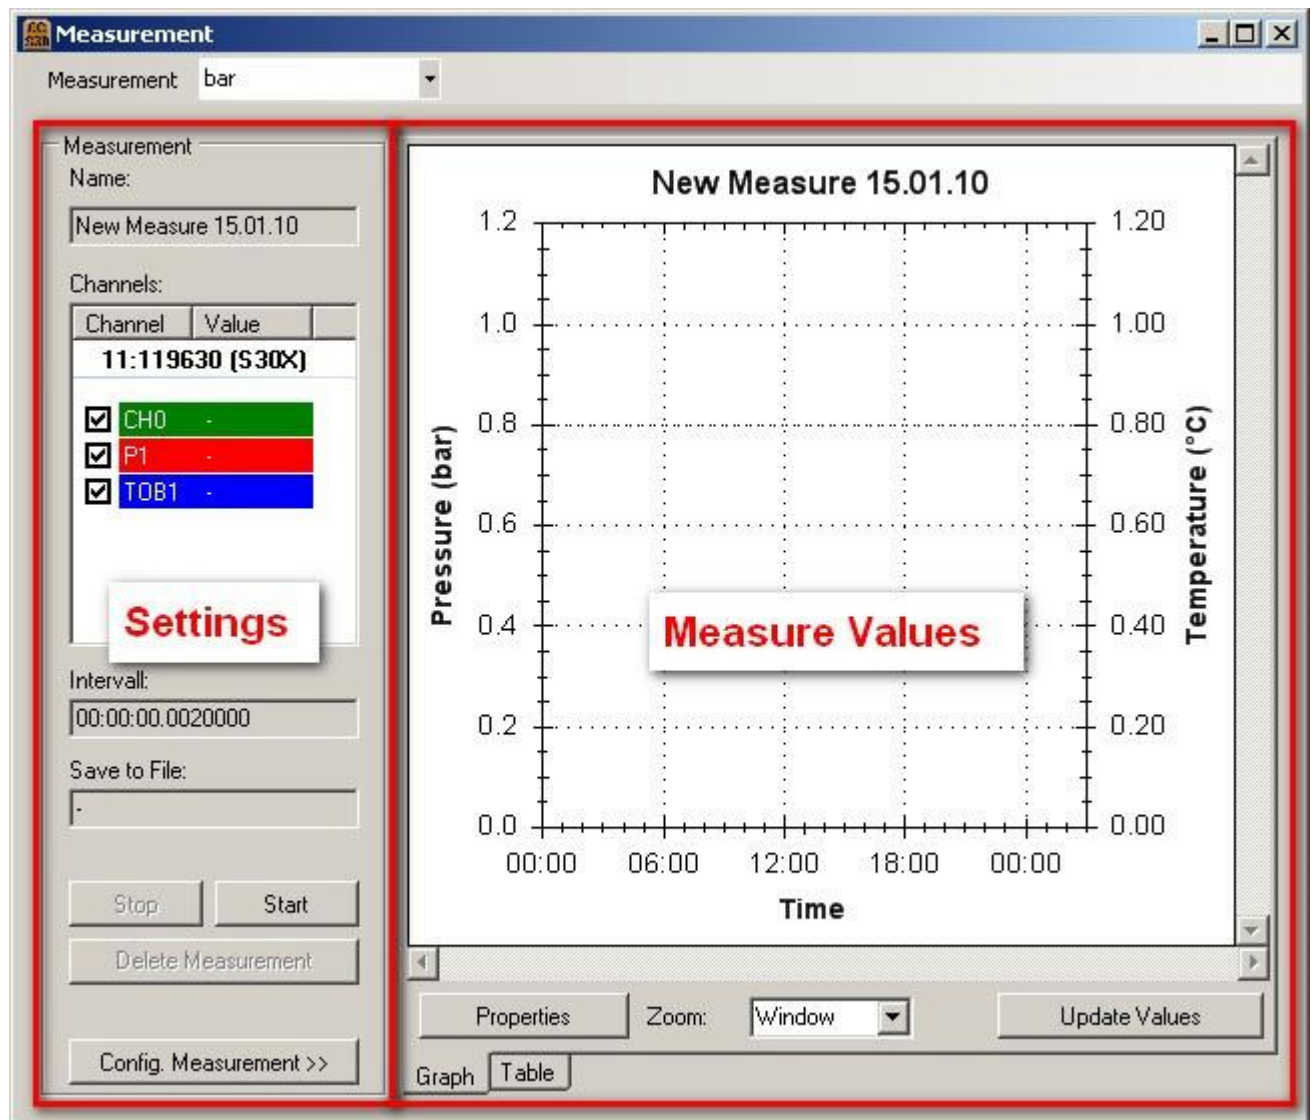 Measurement
Measurement bar
Measurement
Name:
New Measure 15.01.10
Channels:
Channel Value
11:119630 (S30X)
CH0 -
P1 -
TOB1 -
Settings
Intervall:
00:00:00.0020000
Save to File:
-
Stop Start
Delete Measurement
Config. Measurement >>
New Measure 15.01.10
1.2 1.20
1.0 1.00
0.8 0.80
0.6 0.60
0.4 0.40
0.2 0.20
0.0 0.00
Pressure (bar)
Temperature (°C)
Measure Values
00:00 06:00 12:00 18:00 00:00
Time
Properties Zoom: Window Update Values
Graph Table